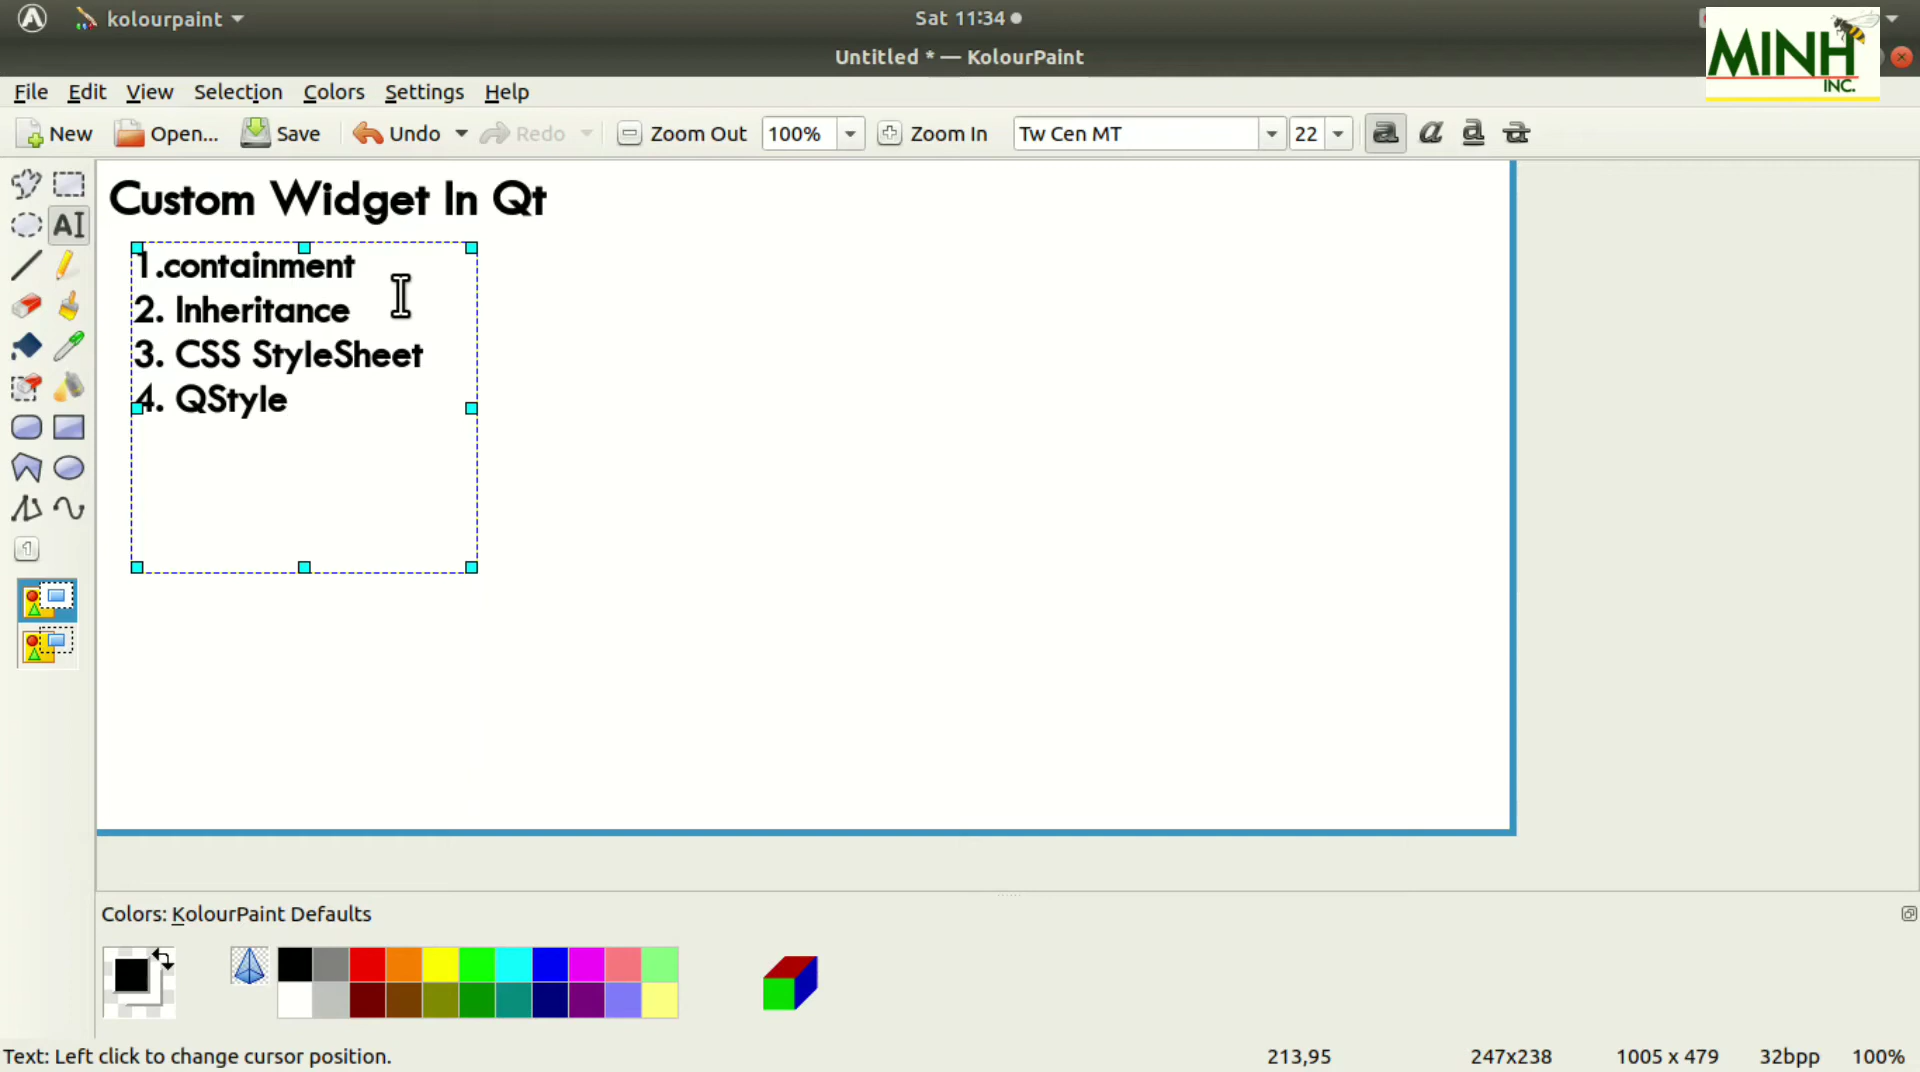 kolourpaint
Sat 11:34
Untitled * — KolourPaint
MINH
INC.
File Edit View Selection Colors Settings Help
New Open... Save Undo Redo Zoom Out 100% Zoom In Tw Cen MT 22 a a a a
AI
Custom Widget In Qt
1.containment
2. Inheritance
3. CSS StyleSheet
4. QStyle
1
Colors: KolourPaint Defaults
Text: Left click to change cursor position. 213,95 247x238 1005 x 479 32bpp 100%